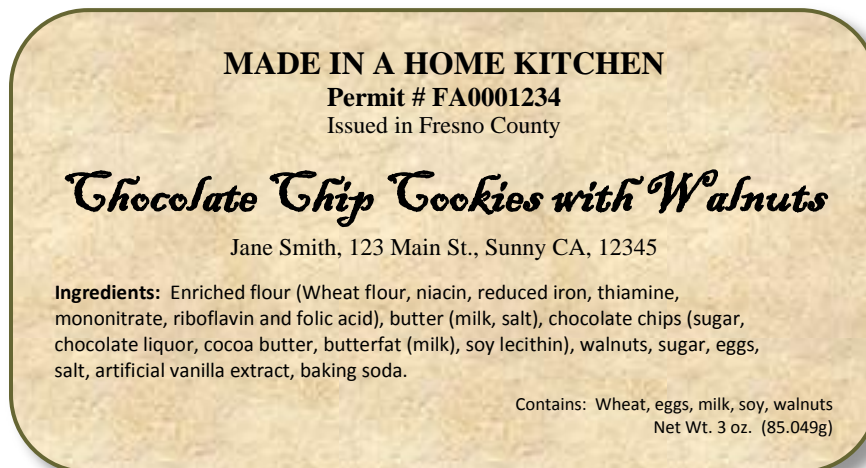 MADE IN A HOME KITCHEN
Permit # FA0001234
Issued in Fresno County
Chocolate Chip Cookies with Walnuts
Jane Smith, 123 Main St., Sunny CA, 12345
Ingredients:  Enriched flour (Wheat flour, niacin, reduced iron, thiamine,
mononitrate, riboflavin and folic acid), butter (milk, salt), chocolate chips (sugar,
chocolate liquor, cocoa butter, butterfat (milk), soy lecithin), walnuts, sugar, eggs,
salt, artificial vanilla extract, baking soda.
Contains:  Wheat, eggs, milk, soy, walnuts
Net Wt. 3 oz.  (85.049g)